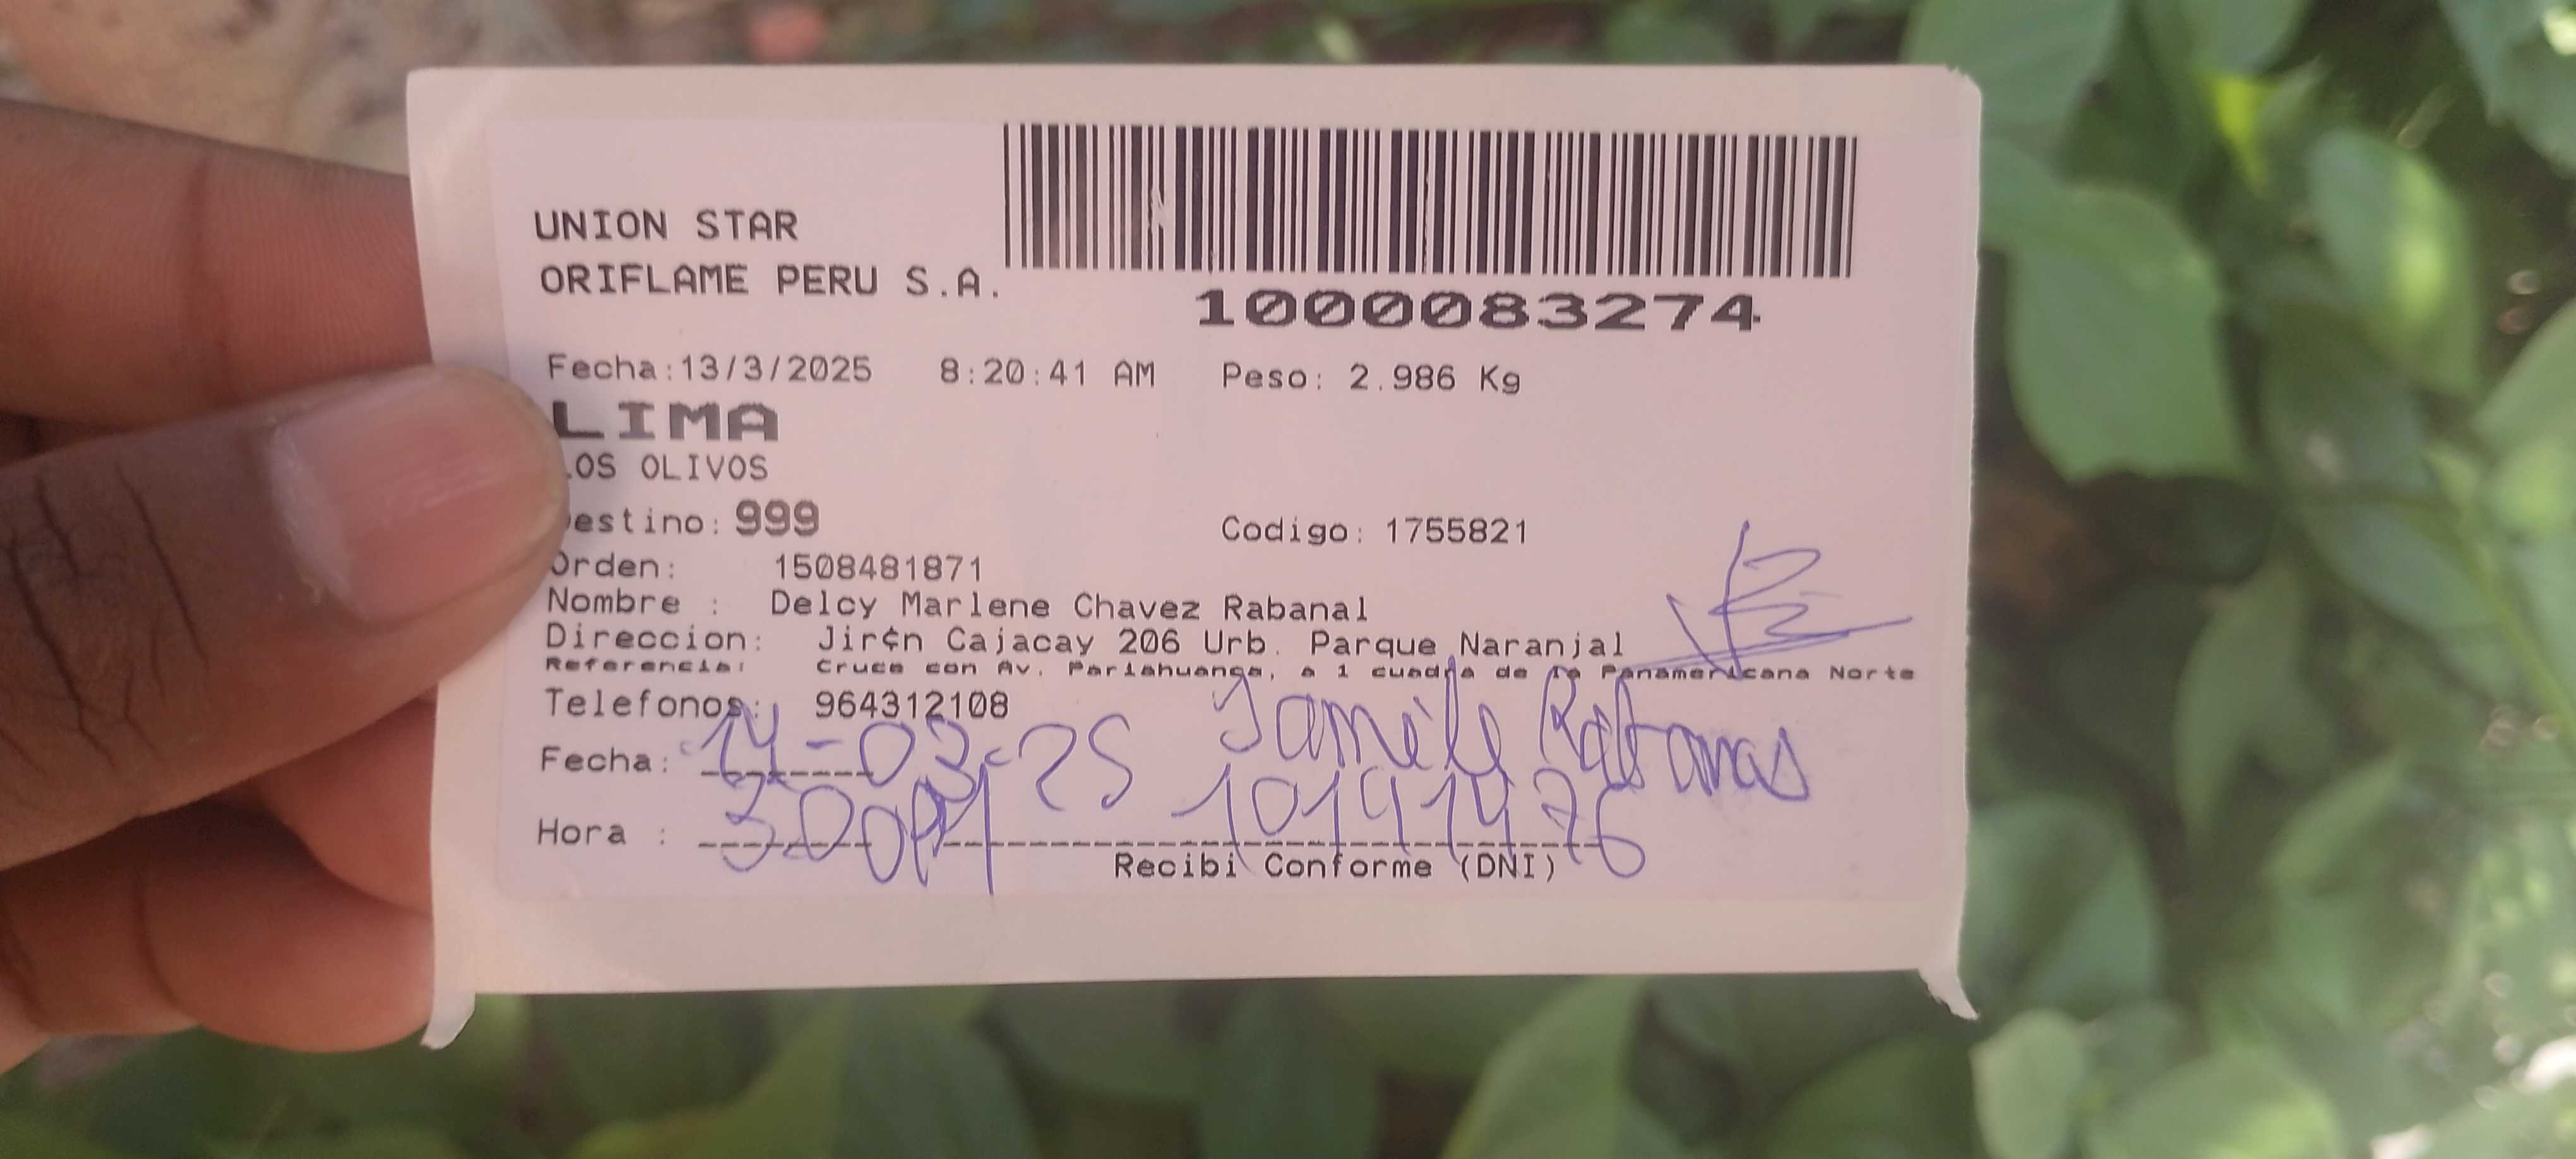 UNION STAR
ORIFLAME PERU S.A.
1000083274
Fecha:13/3/2025 8:20:41 AM Peso: 2.986 Kg
LIMA
LOS OLIVOS
Destino: 999 Codigo: 1755821
Orden: 1508481871
Nombre : Delcy Marlene Chavez Rabanal
Direccion: Jir¢n Cajacay 206 Urb. Parque Naranjal
Referencia: Cruce con Av. Pariahuanca, a 1 cuadra de la Panamericana Norte
Telefonos: 964312108
Fecha: 14-03-25
Hora : 3:00PM 10191476
Recibi Conforme (DNI)